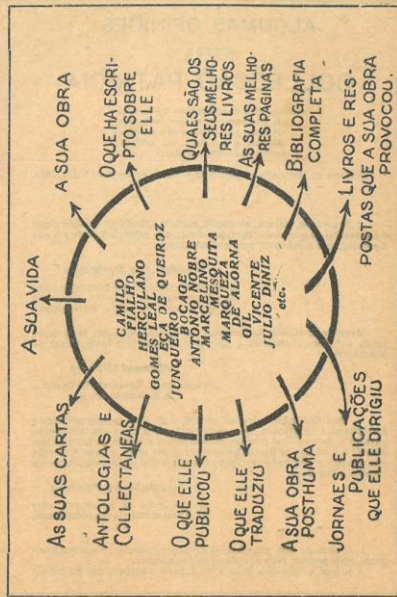 A SUA VIDA
A SUA OBRA
O QUE HA ESCRI-
PTO SOBRE
ELLE
QUAES SÃO OS
SEUS MELHO-
RES LIVROS
AS SUAS MELHO-
RES PAGINAS
BIBLIOGRAFIA
COMPLETA
LIVROS E RES-
POSTAS QUE A SUA OBRA
PROVOCOU.
AS SUAS CARTAS
ANTOLOGIAS E
COLLECTANEAS
O QUE ELLE
PUBLICOU
O QUE ELLE
TRADUZIU
A SUA OBRA
POSTHUMA
JORNAES E
PUBLICAÇÕES
QUE ELLE DIRIGIU
CAMILO
FIALHO
HERCULANO
GOMES LEAL
EÇA DE QUEIROZ
JUNQUEIRO
BOCAGE
ANTONIO NOBRE
MARCELINO
MESQUITA
MARQUEZA
DE ALORNA
GIL
VICENTE
JULIO DINIZ
etc.